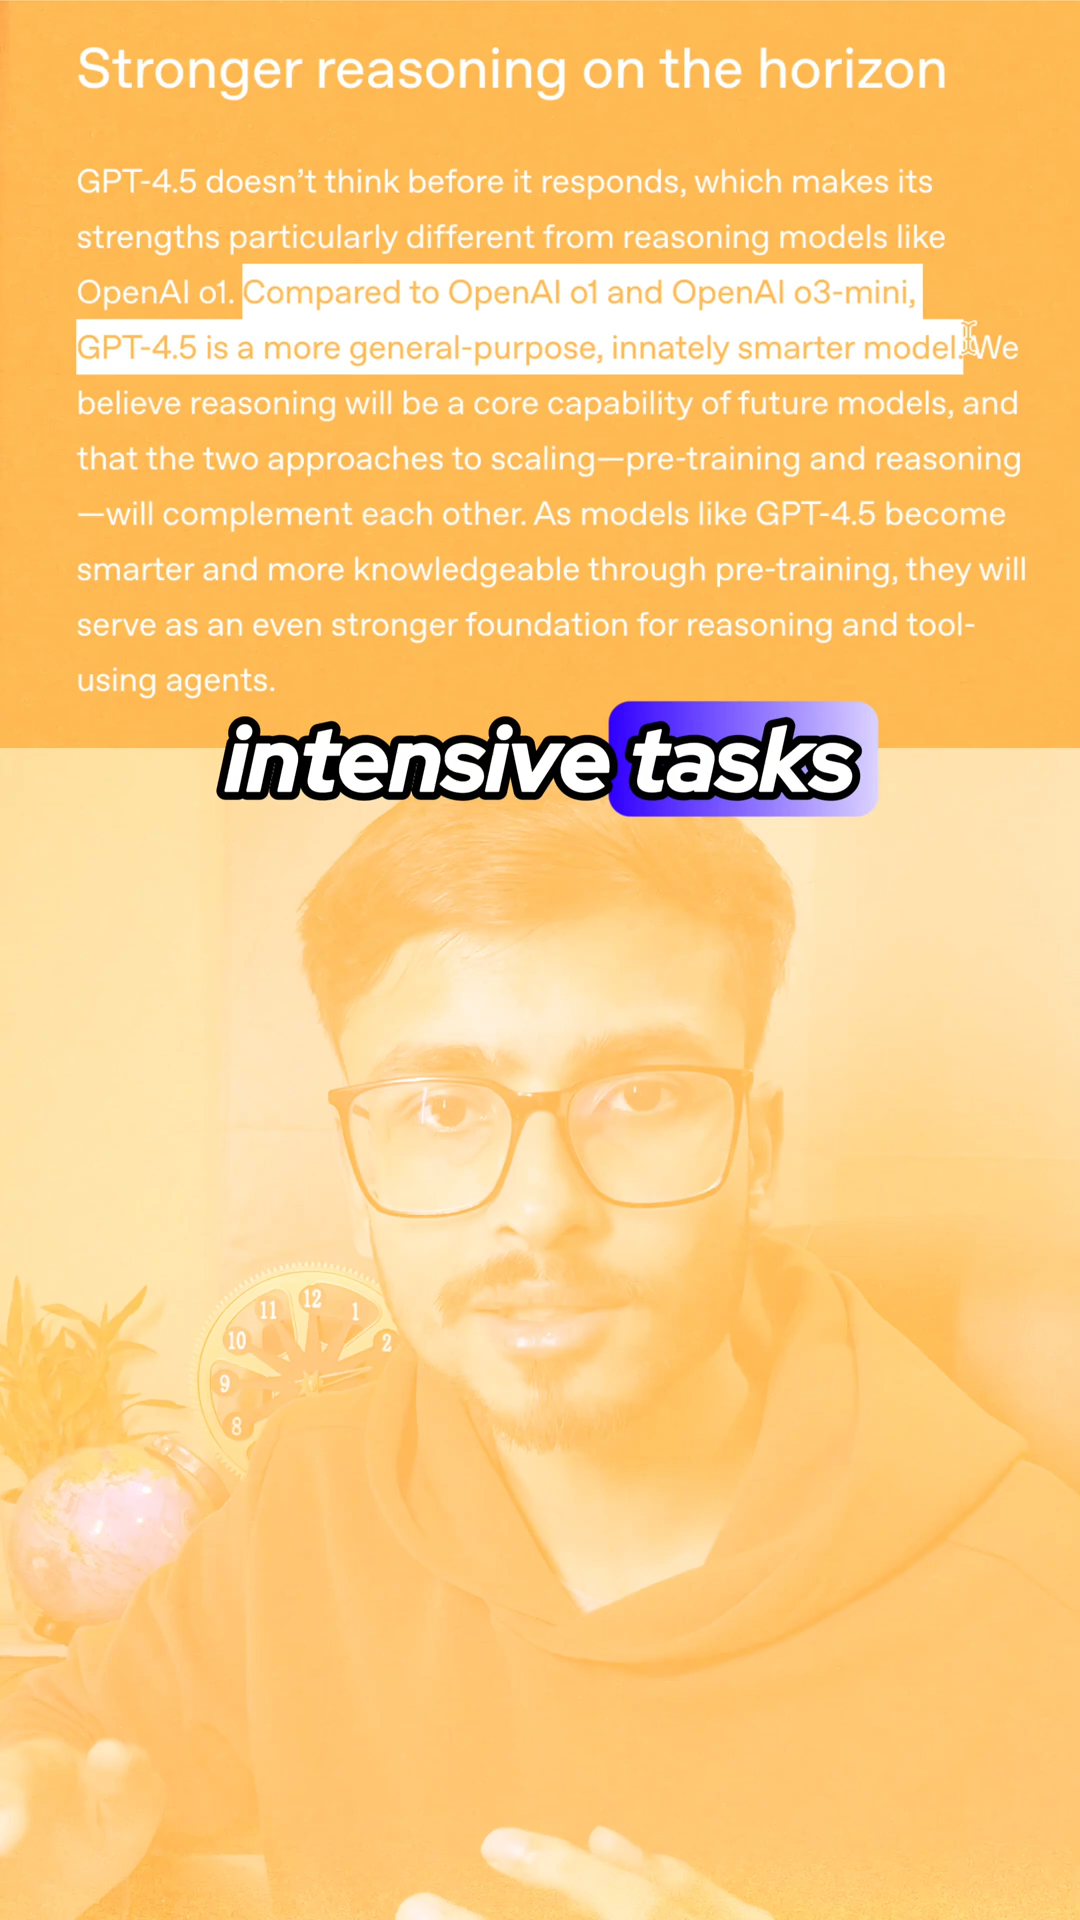 Stronger reasoning on the horizon
GPT-4.5 doesn’t think before it responds, which makes its
strengths particularly different from reasoning models like
OpenAI o1. Compared to OpenAI o1 and OpenAI o3-mini,
GPT-4.5 is a more general-purpose, innately smarter model. We
believe reasoning will be a core capability of future models, and
that the two approaches to scaling—pre-training and reasoning
—will complement each other. As models like GPT-4.5 become
smarter and more knowledgeable through pre-training, they will
serve as an even stronger foundation for reasoning and tool-
using agents.
intensive tasks
12
11
1
10
2
9
8